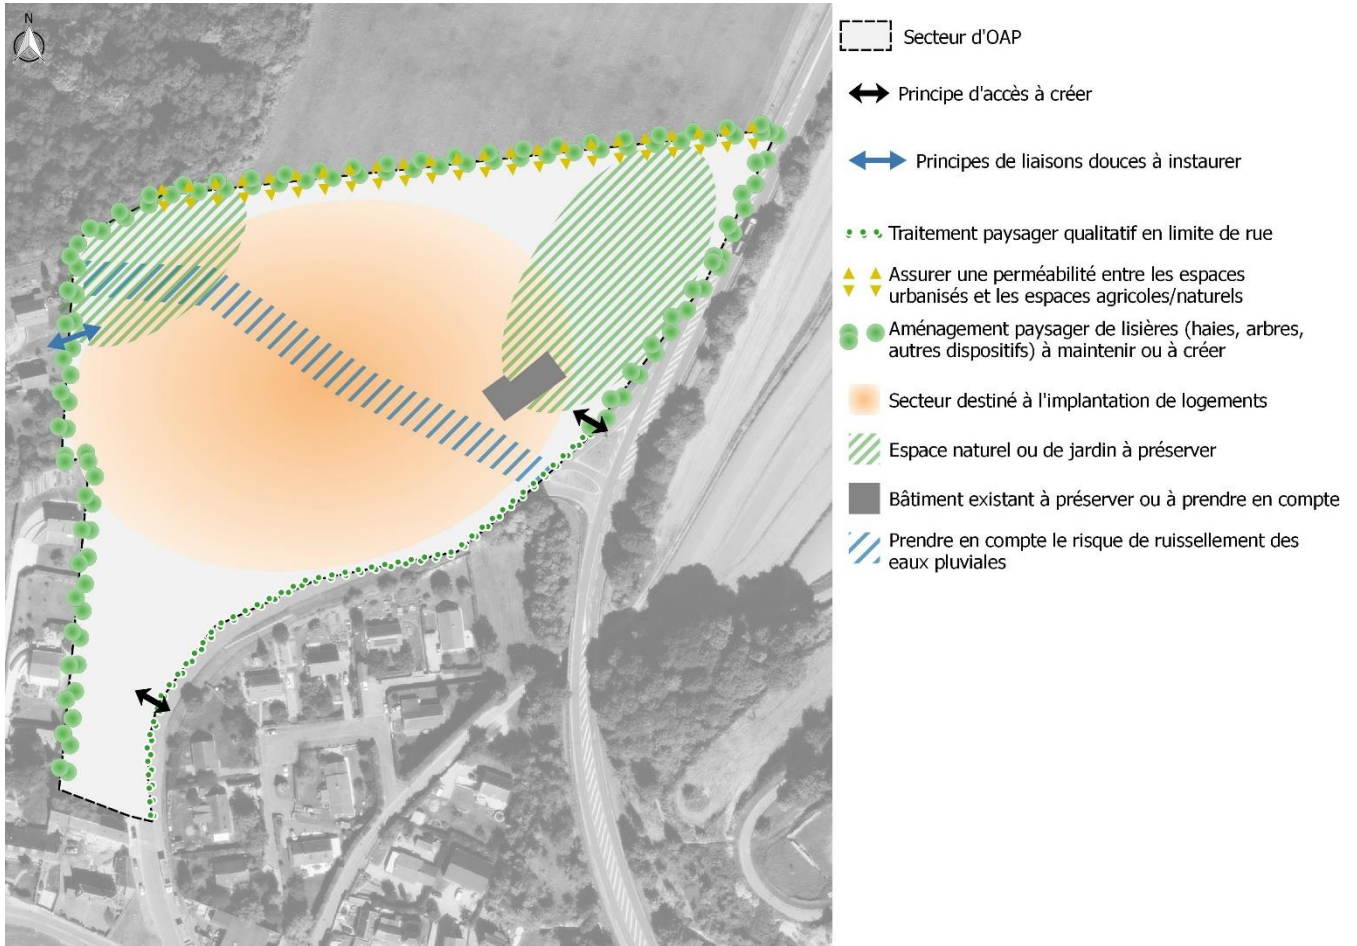 N
Secteur d'OAP
Principe d'accès à créer
Principes de liaisons douces à instaurer
Traitement paysager qualitatif en limite de rue
Assurer une perméabilité entre les espaces
urbanisés et les espaces agricoles/naturels
Aménagement paysager de lisières (haies, arbres,
autres dispositifs) à maintenir ou à créer
Secteur destiné à l'implantation de logements
Espace naturel ou de jardin à préserver
Bâtiment existant à préserver ou à prendre en compte
Prendre en compte le risque de ruissellement des
eaux pluviales